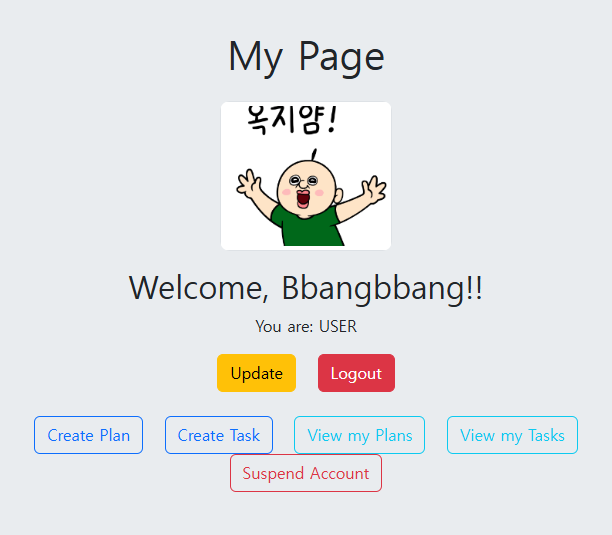 My Page
옥지얌!
Welcome, Bbangbbang!!
You are: USER
Update Logout
Create Plan Create Task View my Plans View my Tasks
Suspend Account